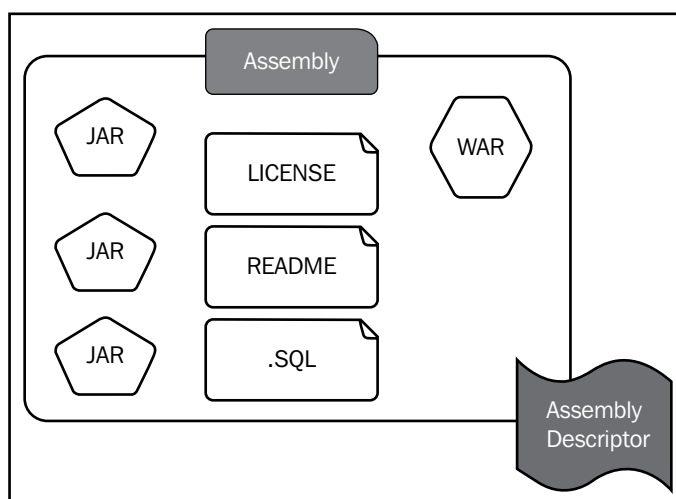 Assembly
JAR
LICENSE
WAR
JAR
README
JAR
.SQL
Assembly
Descriptor